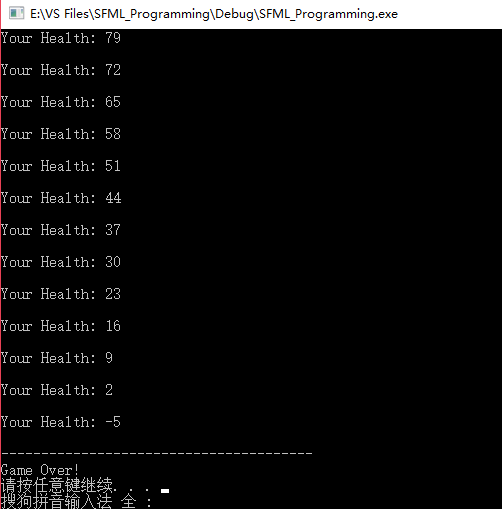 E:\VS Files\SFML_Programming\Debug\SFML_Programming.exe
Your Health: 79
Your Health: 72
Your Health: 65
Your Health: 58
Your Health: 51
Your Health: 44
Your Health: 37
Your Health: 30
Your Health: 23
Your Health: 16
Your Health: 9
Your Health: 2
Your Health: -5
---------------------------------------
Game Over!
请按任意键继续. . .
搜狗拼音输入法 全 :